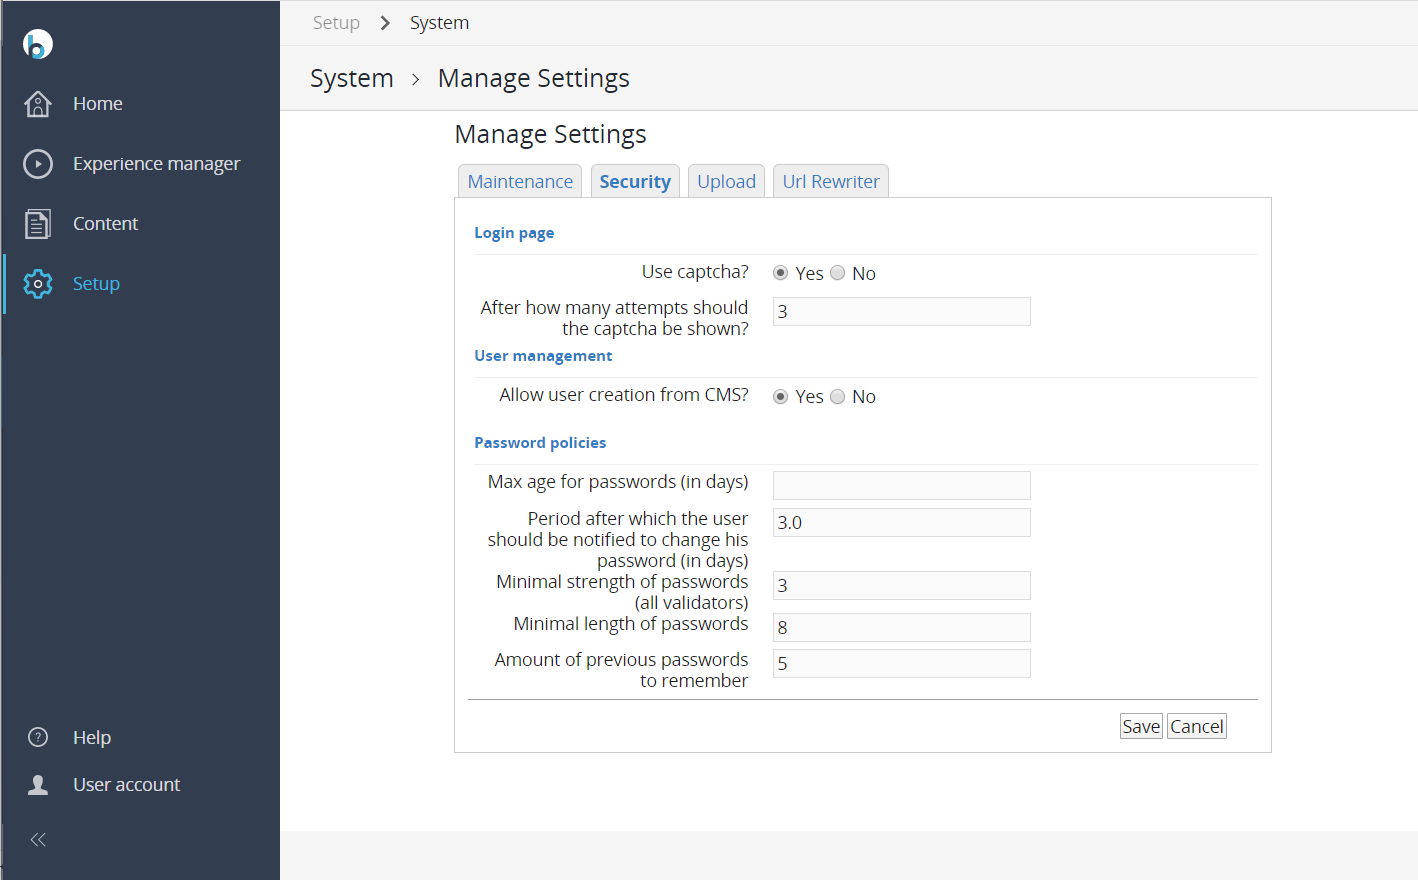 Setup > System
System > Manage Settings
Home
Experience manager
Content
Setup
Help
User account
Manage Settings
Maintenance Security Upload Url Rewriter
Login page
Use captcha? Yes No
After how many attempts should
the captcha be shown? 3
User management
Allow user creation from CMS? Yes No
Password policies
Max age for passwords (in days)
Period after which the user
should be notified to change his
password (in days) 3.0
Minimal strength of passwords
(all validators) 3
Minimal length of passwords 8
Amount of previous passwords
to remember 5
Save Cancel